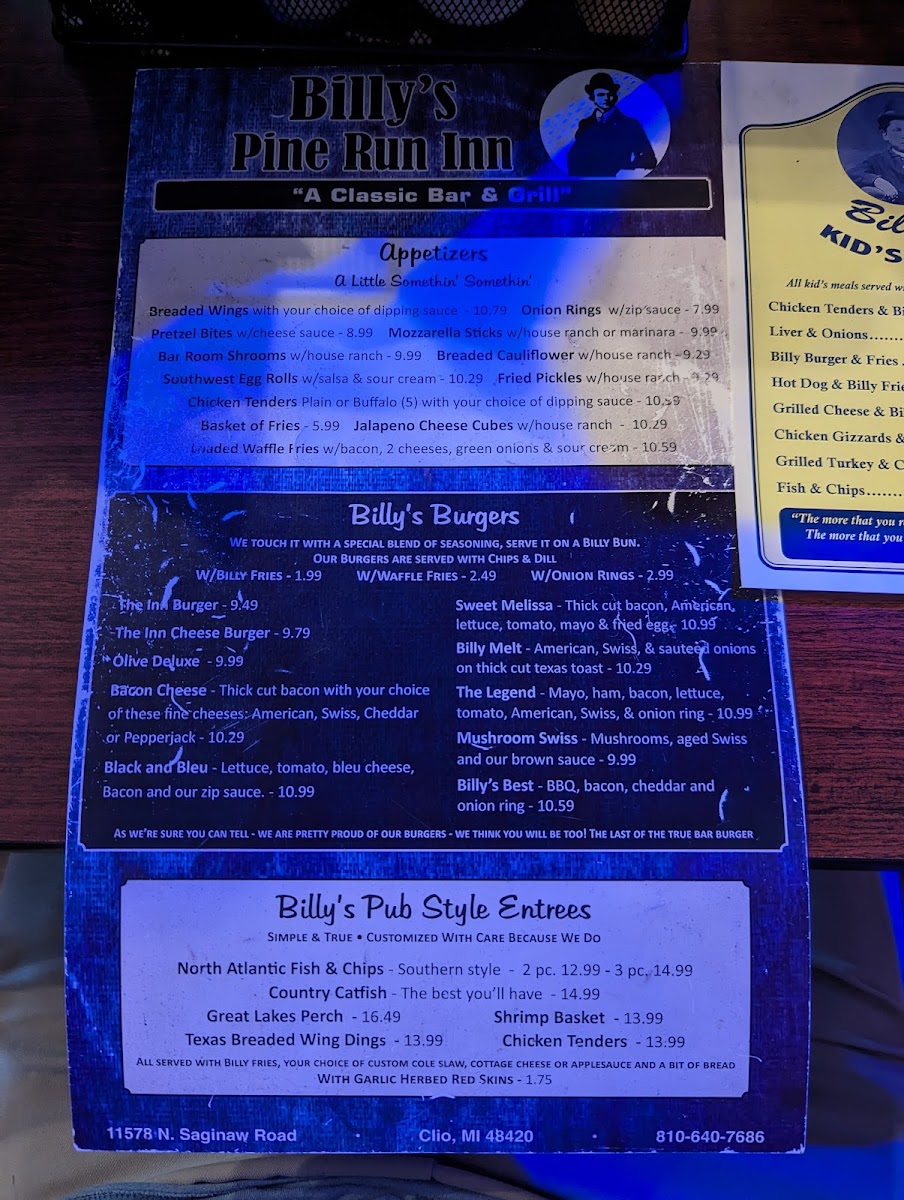 Billy's
Pine Run Inn
"A Classic Bar & Grill"
Appetizers
A Little Somethin' Somethin'
Breaded Wings with your choice of dipping sauce - 10.79 Onion Rings w/zip sauce - 7.99
Pretzel Bites w/cheese sauce - 8.99 Mozzarella Sticks w/house ranch or marinara - 9.99
Bar Room Shrooms w/house ranch - 9.99 Breaded Cauliflower w/house ranch - 9.29
Southwest Egg Rolls w/salsa & sour cream - 10.29 Fried Pickles w/house ranch - 9.29
Chicken Tenders Plain or Buffalo (5) with your choice of dipping sauce - 10.59
Basket of Fries - 5.99 Jalapeno Cheese Cubes w/house ranch - 10.29
Loaded Waffle Fries w/bacon, 2 cheeses, green onions & sour cream - 10.59
Billy's Burgers
We touch it with a special blend of seasoning, serve it on a Billy Bun.
Our Burgers are served with Chips & Dill
W/Billy Fries - 1.99 W/Waffle Fries - 2.49 W/Onion Rings - 2.99
The Inn Burger - 9.49
The Inn Cheese Burger - 9.79
Olive Deluxe - 9.99
Bacon Cheese - Thick cut bacon with your choice
of these fine cheeses: American, Swiss, Cheddar
or Pepperjack - 10.29
Black and Bleu - Lettuce, tomato, bleu cheese,
Bacon and our zip sauce. - 10.99
Sweet Melissa - Thick cut bacon, American,
lettuce, tomato, mayo & fried egg - 10.99
Billy Melt - American, Swiss, & sauteed onions
on thick cut texas toast - 10.29
The Legend - Mayo, ham, bacon, lettuce,
tomato, American, Swiss, & onion ring - 10.99
Mushroom Swiss - Mushrooms, aged Swiss
and our brown sauce - 9.99
Billy's Best - BBQ, bacon, cheddar and
onion ring - 10.59
As we're sure you can tell - we are pretty proud of our burgers - we think you will be too! The last of the true bar burger
Billy's Pub Style Entrees
Simple & True • Customized With Care Because We Do
North Atlantic Fish & Chips - Southern style - 2 pc. 12.99 - 3 pc. 14.99
Country Catfish - The best you'll have - 14.99
Great Lakes Perch - 16.49 Shrimp Basket - 13.99
Texas Breaded Wing Dings - 13.99 Chicken Tenders - 13.99
All served with Billy fries, your choice of custom cole slaw, cottage cheese or applesauce and a bit of bread
With Garlic Herbed Red Skins - 1.75
11578 N. Saginaw Road • Clio, MI 48420 • 810-640-7686
KID'S
All kid's meals served
Chicken Tenders &
Liver & Onions........
Billy Burger & Fries .
Hot Dog & Billy
Grilled Cheese &
Chicken Gizzards &
Grilled Turkey &
Fish & Chips.......
"The more that you
The more that you